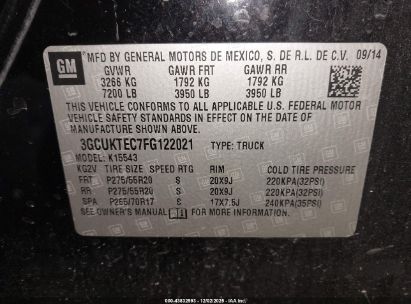 GM
MFD BY GENERAL MOTORS DE MEXICO, S. DE R.L. DE C.V. 09/14
GVWR GAWR FRT GAWR RR
3266 KG 1792 KG 1792 KG
7200 LB 3950 LB 3950 LB
THIS VEHICLE CONFORMS TO ALL APPLICABLE U.S. FEDERAL MOTOR
VEHICLE SAFETY STANDARDS IN EFFECT ON THE DATE OF
MANUFACTURE SHOWN ABOVE.
3GCUKTEC7FG122021 TYPE: TRUCK
MODEL: K15543
KG2V TIRE SIZE SPEED RTG RIM COLD TIRE PRESSURE
FRT P275/55R20 S 20X9J 220KPA(32PSI)
RR P275/55R20 S 20X9J 220KPA(32PSI)
SPA P265/70R17 S 17X7.5J 240KPA(35PSI)
SEE OWNER'S MANUAL FOR ADDITIONAL INFORMATION